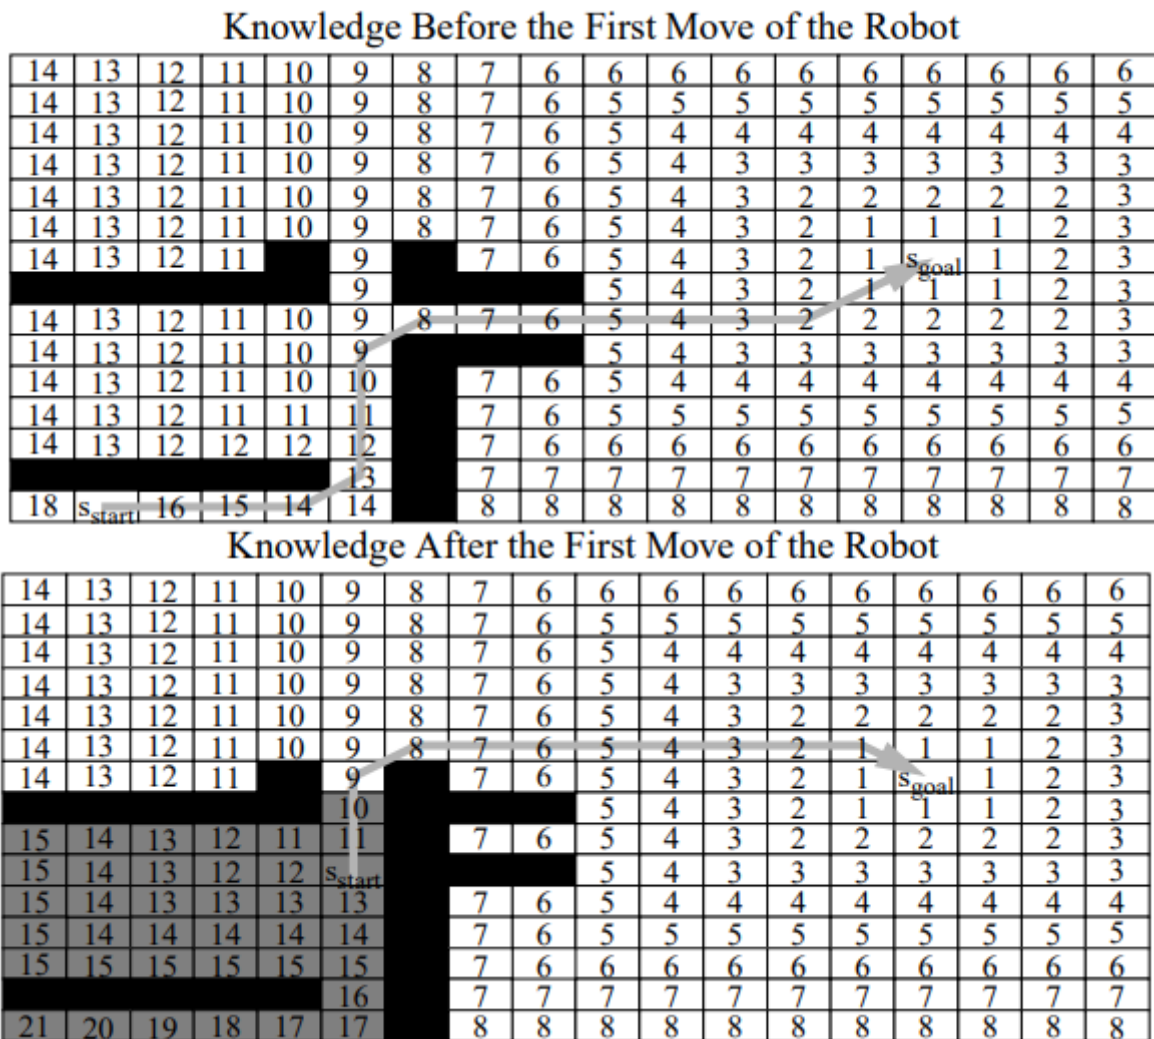 Knowledge Before the First Move of the Robot
14 13 12 11 10 9 8 7 6 6 6 6 6 6 6 6 6 6
14 13 12 11 10 9 8 7 6 5 5 5 5 5 5 5 5 5
14 13 12 11 10 9 8 7 6 5 4 4 4 4 4 4 4 4
14 13 12 11 10 9 8 7 6 5 4 3 3 3 3 3 3 3
14 13 12 11 10 9 8 7 6 5 4 3 2 2 2 2 2 3
14 13 12 11 10 9 8 7 6 5 4 3 2 1 1 1 2 3
14 13 12 11 9 7 6 5 4 3 2 1 sgoal 1 2 3
9 5 4 3 2 1 1 1 2 3
14 13 12 11 10 9 8 7 6 5 4 3 2 2 2 2 2 3
14 13 12 11 10 9 5 4 3 3 3 3 3 3 3
14 13 12 11 10 10 7 6 5 4 4 4 4 4 4 4 4
14 13 12 11 11 11 7 6 5 5 5 5 5 5 5 5 5
14 13 12 12 12 12 7 6 6 6 6 6 6 6 6 6 6
13 7 7 7 7 7 7 7 7 7 7 7
18 sstart 16 15 14 14 8 8 8 8 8 8 8 8 8 8 8
Knowledge After the First Move of the Robot
14 13 12 11 10 9 8 7 6 6 6 6 6 6 6 6 6 6
14 13 12 11 10 9 8 7 6 5 5 5 5 5 5 5 5 5
14 13 12 11 10 9 8 7 6 5 4 4 4 4 4 4 4 4
14 13 12 11 10 9 8 7 6 5 4 3 3 3 3 3 3 3
14 13 12 11 10 9 8 7 6 5 4 3 2 2 2 2 2 3
14 13 12 11 10 9 8 7 6 5 4 3 2 1 1 1 2 3
14 13 12 11 9 7 6 5 4 3 2 1 sgoal 1 2 3
10 5 4 3 2 1 1 1 2 3
15 14 13 12 11 11 7 6 5 4 3 2 2 2 2 2 3
15 14 13 12 12 sstart 5 4 3 3 3 3 3 3 3
15 14 13 13 13 13 7 6 5 4 4 4 4 4 4 4 4
15 14 14 14 14 14 7 6 5 5 5 5 5 5 5 5 5
15 15 15 15 15 15 7 6 6 6 6 6 6 6 6 6 6
16 7 7 7 7 7 7 7 7 7 7 7
21 20 19 18 17 17 8 8 8 8 8 8 8 8 8 8 8